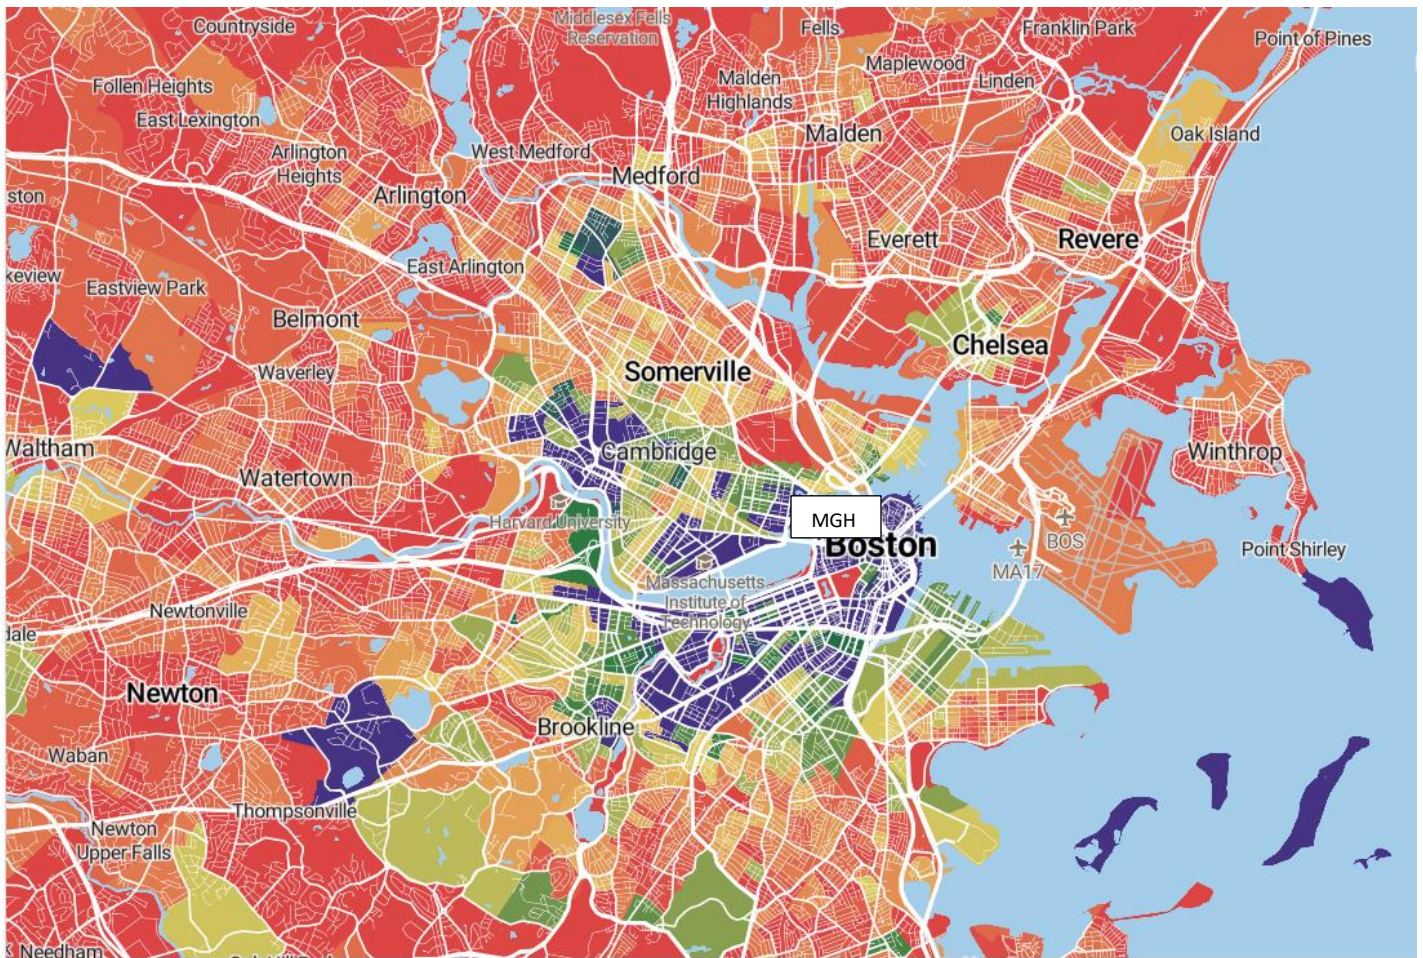 Middlesex Fells
Reservation
Countryside
Fells
Franklin Park
Point of Pines
Maplewood
Follen Heights
Malden
Highlands
Linden
East Lexington
Malden
Oak Island
Arlington
Heights
West Medford
Medford
ston
Arlington
Everett
Revere
East Arlington
keview
Eastview Park
Belmont
Chelsea
Waverley
Somerville
Waltham
Cambridge
Winthrop
Watertown
Harvard University
MGH
Boston
BOS
Point Shirley
MA17
Massachusetts
Institute of
Technology
Newtonville
dale
Newton
Brookline
Waban
Thompsonville
Newton
Upper Falls
Needham